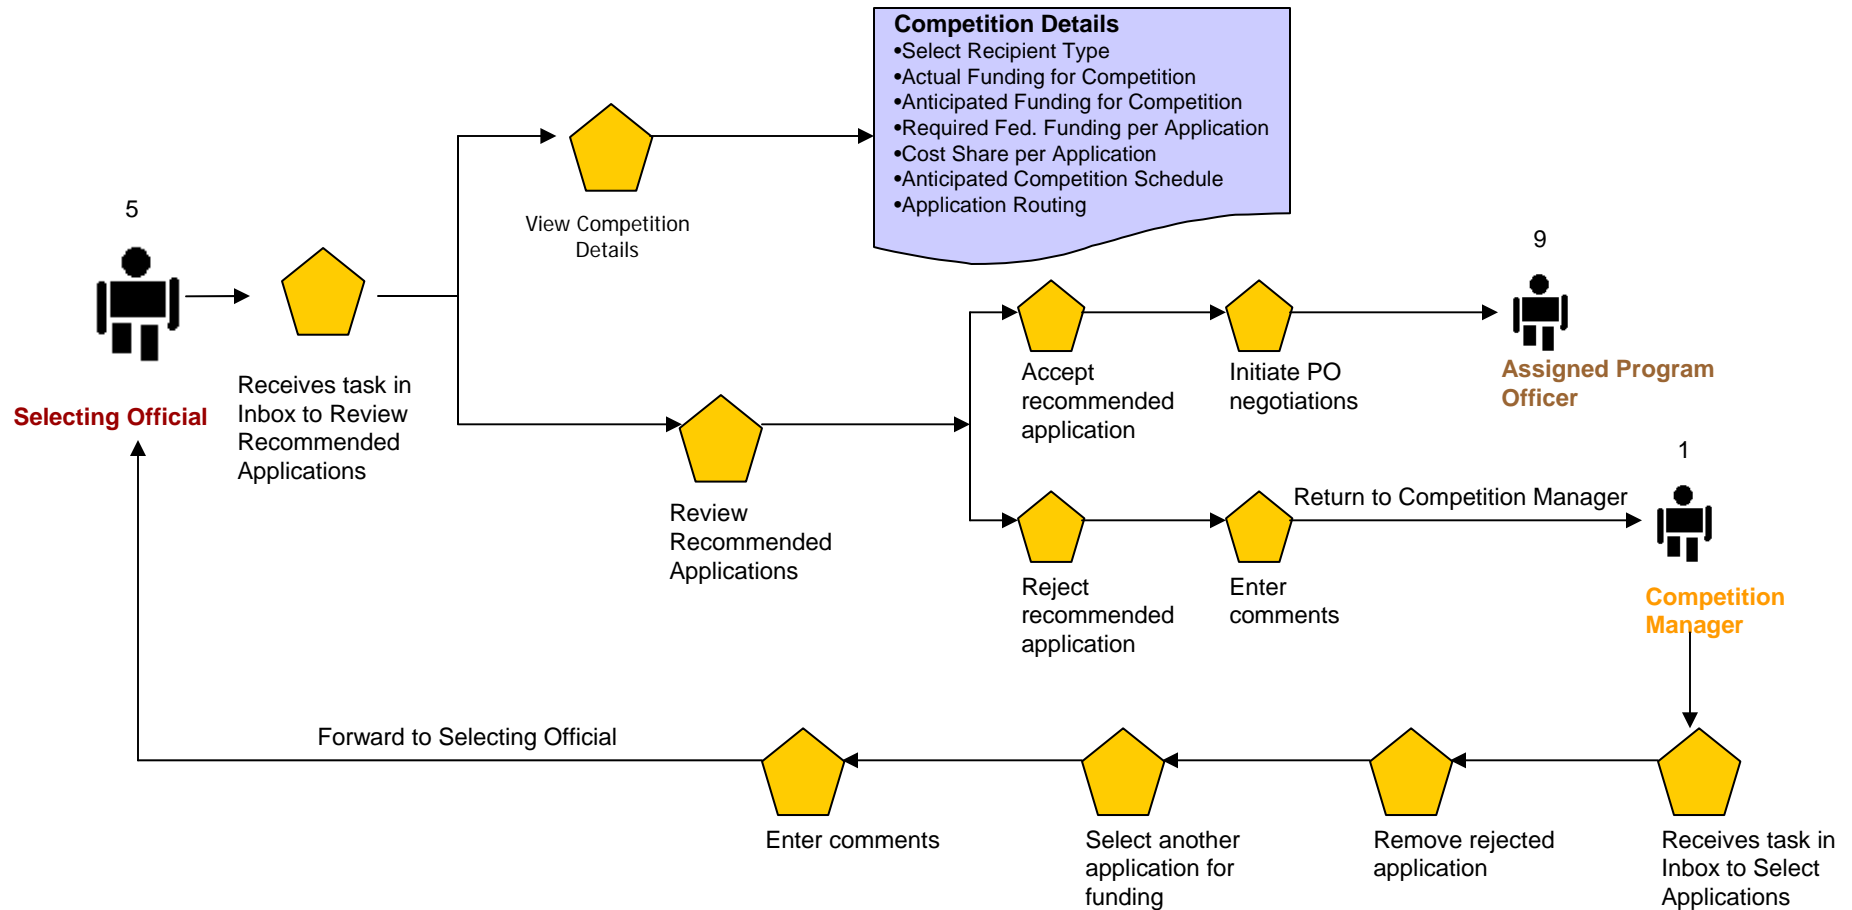 Competition Details
•Select Recipient Type
•Actual Funding for Competition
•Anticipated Funding for Competition
•Required Fed. Funding per Application
•Cost Share per Application
•Anticipated Competition Schedule
•Application Routing
5
View Competition
Details
9
Selecting Official
Receives task in
Inbox to Review
Recommended
Applications
Accept
recommended
application
Initiate PO
negotiations
Assigned Program
Officer
1
Return to Competition Manager
Review
Recommended
Applications
Reject
recommended
application
Enter
comments
Competition
Manager
Forward to Selecting Official
Enter comments
Select another
application for
funding
Remove rejected
application
Receives task in
Inbox to Select
Applications